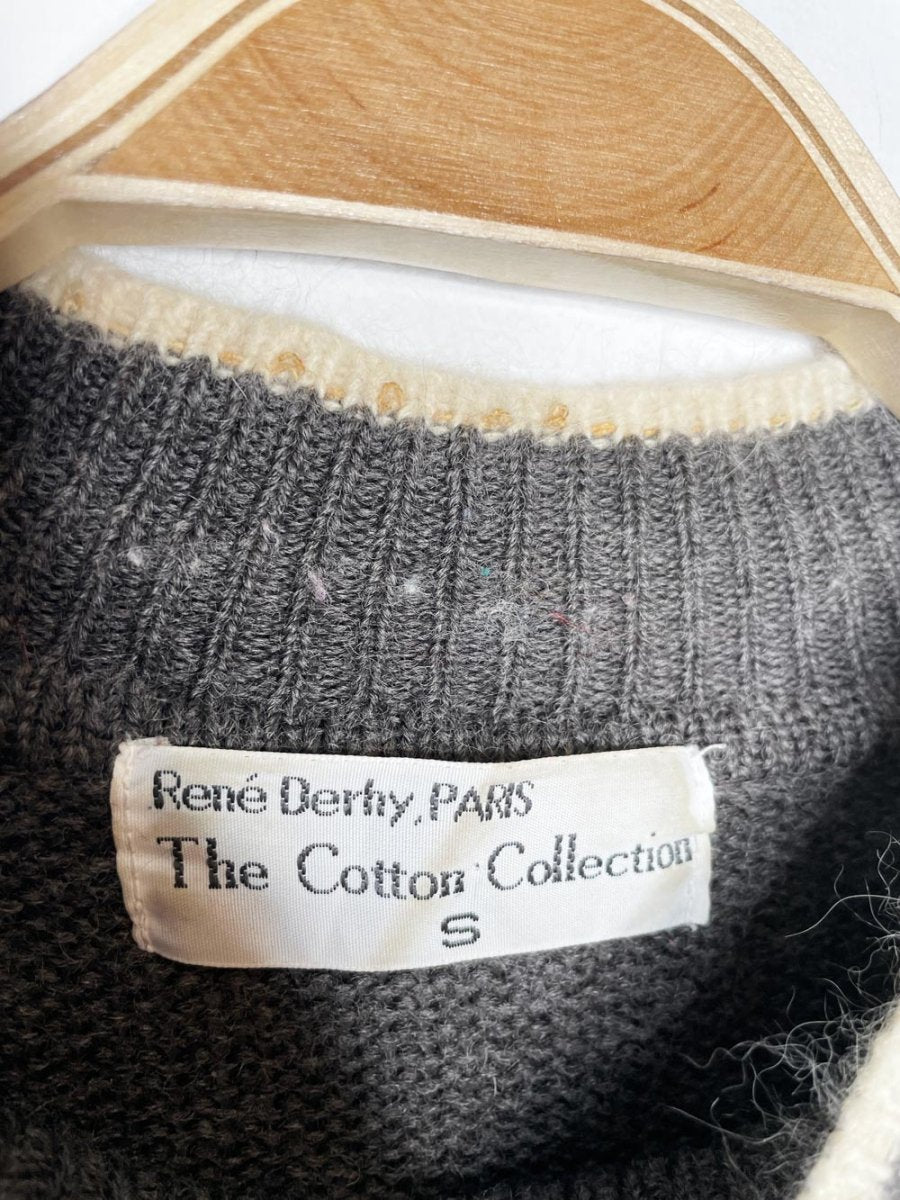 René Derhy, PARIS
The Cotton Collection
S